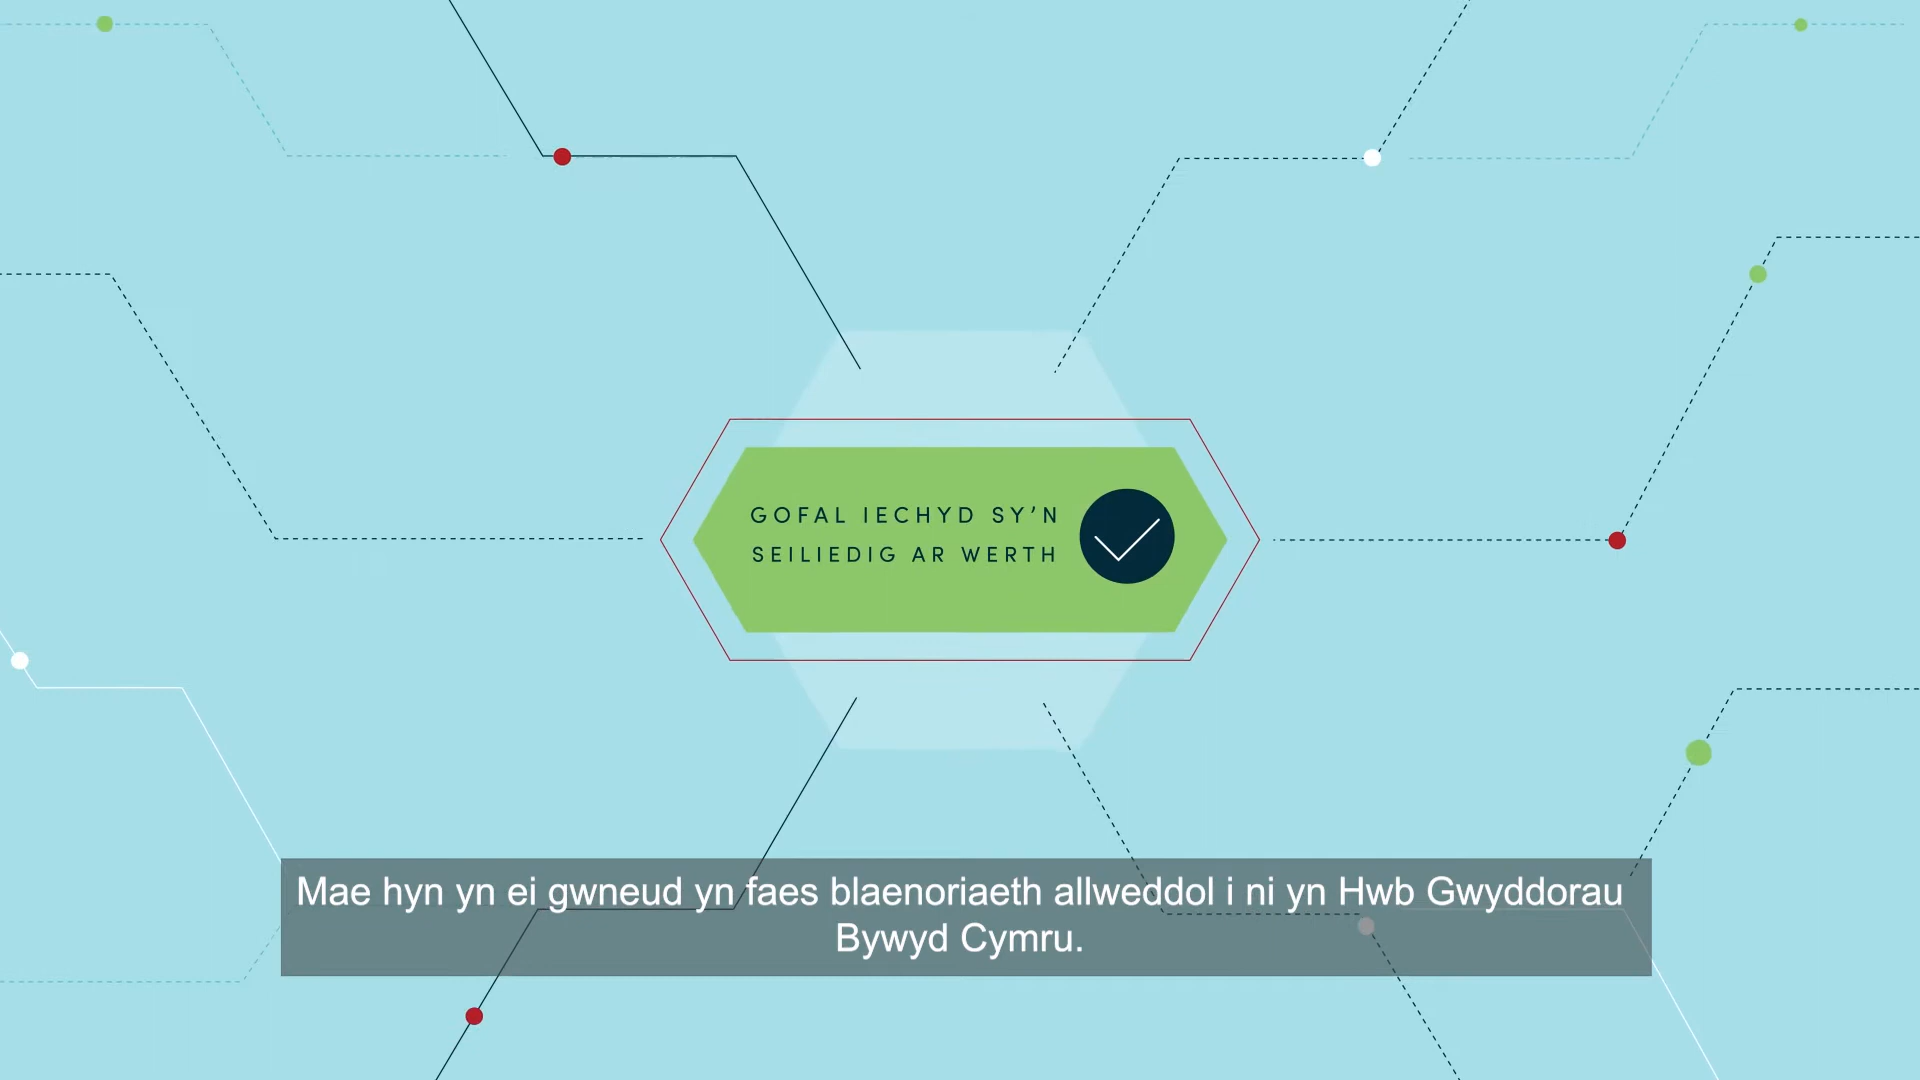 GOFAL IECHYD SY’N
SEILIEDIG AR WERTH
Mae hyn yn ei gwneud yn faes blaenoriaeth allweddol i ni yn Hwb Gwyddorau
Bywyd Cymru.